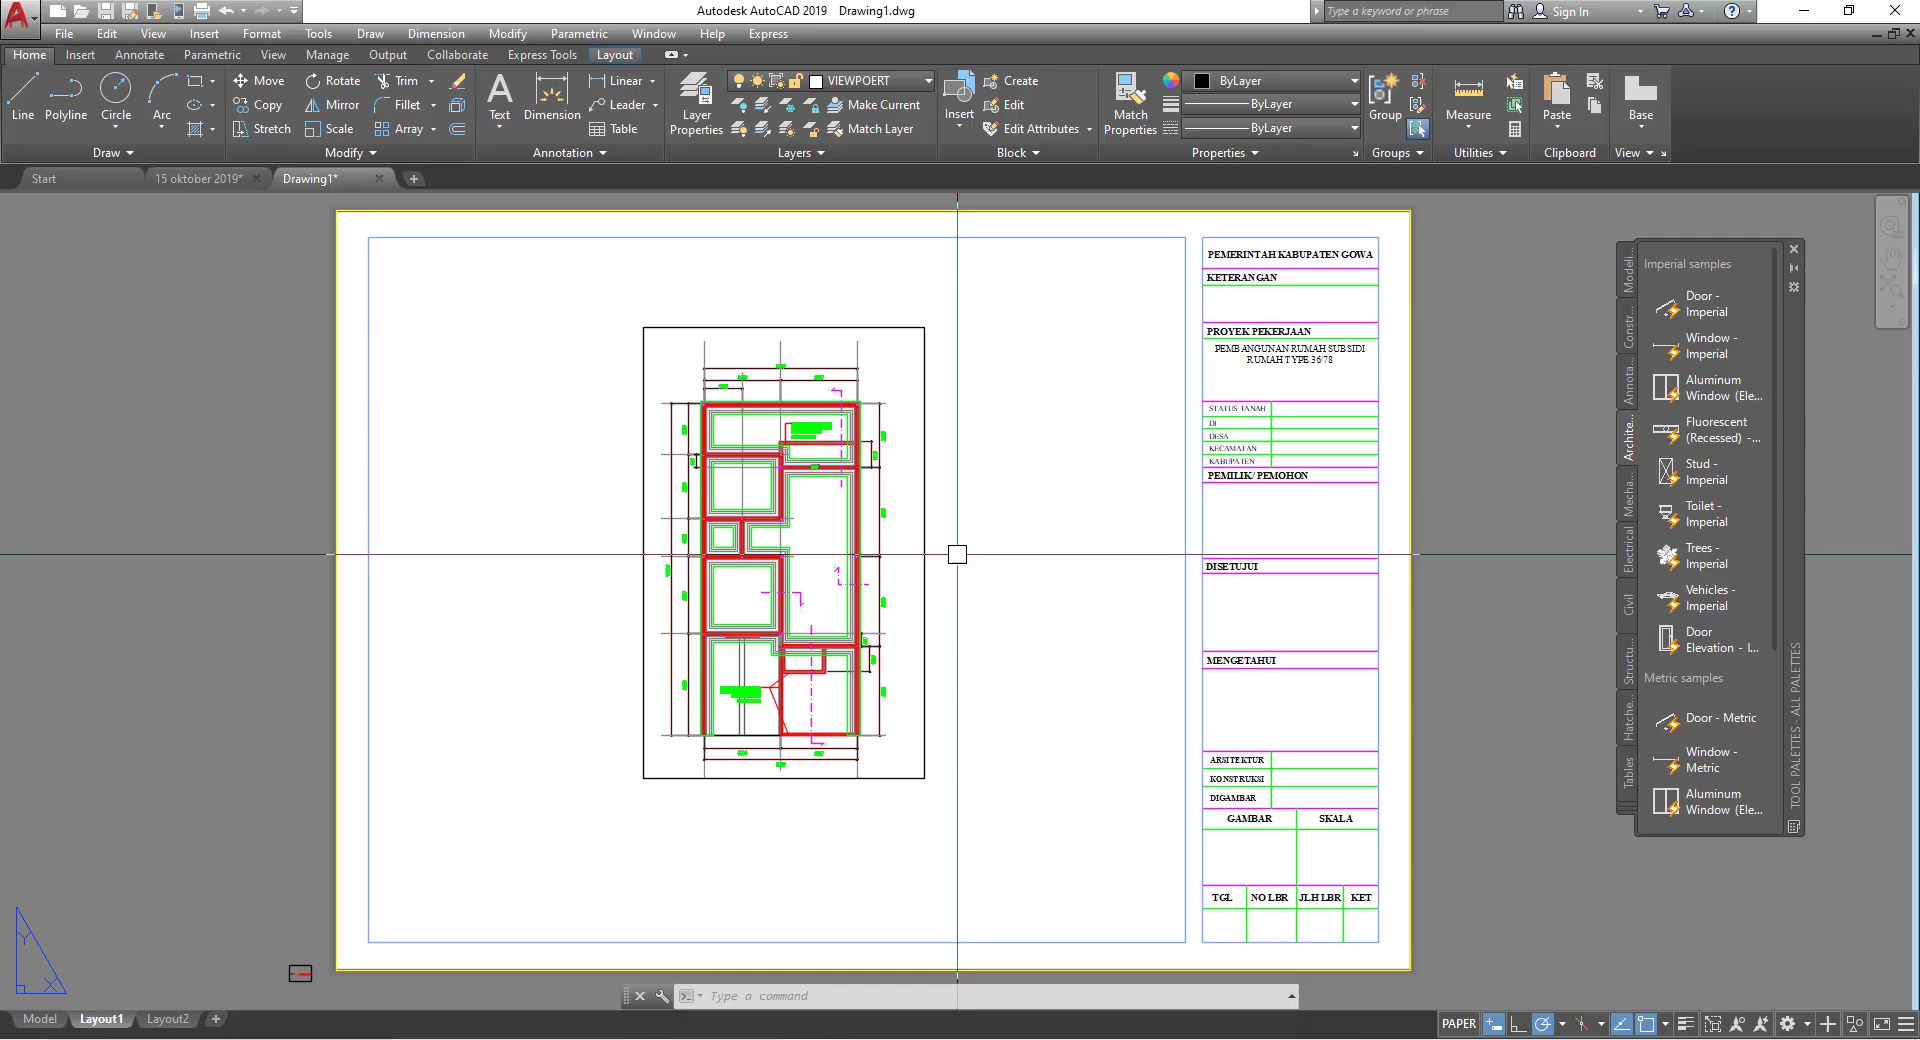 Autodesk AutoCAD 2019 Drawing1.dwg
Type a keyword or phrase
Sign In
File Edit View Insert Format Tools Draw Dimension Modify Parametric Window Help Express
Home Insert Annotate Parametric View Manage Output Collaborate Express Tools Layout
Line
Polyline
Circle
Arc
Move
Copy
Stretch
Rotate
Mirror
Scale
Trim
Fillet
Array
Text
Dimension
Linear
Leader
Table
Layer
Properties
VIEWPOERT
Make Current
Match Layer
Insert
Create
Edit
Edit Attributes
Match
Properties
ByLayer
ByLayer
ByLayer
Group
Measure
Paste
Base
Draw
Modify
Annotation
Layers
Block
Properties
Groups
Utilities
Clipboard
View
Start
15 oktober 2019*
Drawing1*
PEMERINTAH KABUPATEN GOWA
KETERANGAN
PROYEK PEKERJAAN
PEMBANGUNAN RUMAH SUBSIDI
RUMAH TYPE 36/78
STATUS TANAH
DI
DESA
KECAMATAN
KABUPATEN
PEMILIK/ PEMOHON
DISETUJUI
MENGETAHUI
ARSITEKTUR
KONSTRUKSI
DIGAMBAR
GAMBAR SKALA
TGL NO LBR JLH LBR KET
Modeli...
Constr...
Annota...
Archite...
Mecha...
Electrical
Civil
Structu...
Hatche...
Tables
Imperial samples
Door -
Imperial
Window -
Imperial
Aluminum
Window (Ele...
Fluorescent
(Recessed) -...
Stud -
Imperial
Toilet -
Imperial
Trees -
Imperial
Vehicles -
Imperial
Door
Elevation - I...
Metric samples
Door - Metric
Window -
Metric
Aluminum
Window (Ele...
TOOL PALETTES - ALL PALETTES
Y
X
Type a command
Model Layout1 Layout2
PAPER